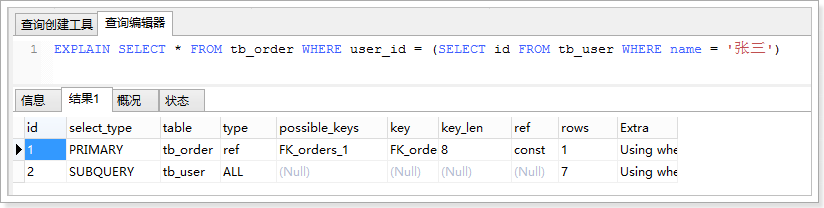 查询创建工具 查询编辑器
1 EXPLAIN SELECT * FROM tb_order WHERE user_id = (SELECT id FROM tb_user WHERE name = '张三')
信息 结果1 概况 状态
id select_type table type possible_keys key key_len ref rows Extra
1 PRIMARY tb_order ref FK_orders_1 FK_orde 8 const 1 Using whe
2 SUBQUERY tb_user ALL (Null) (Null) (Null) (Null) 7 Using whe